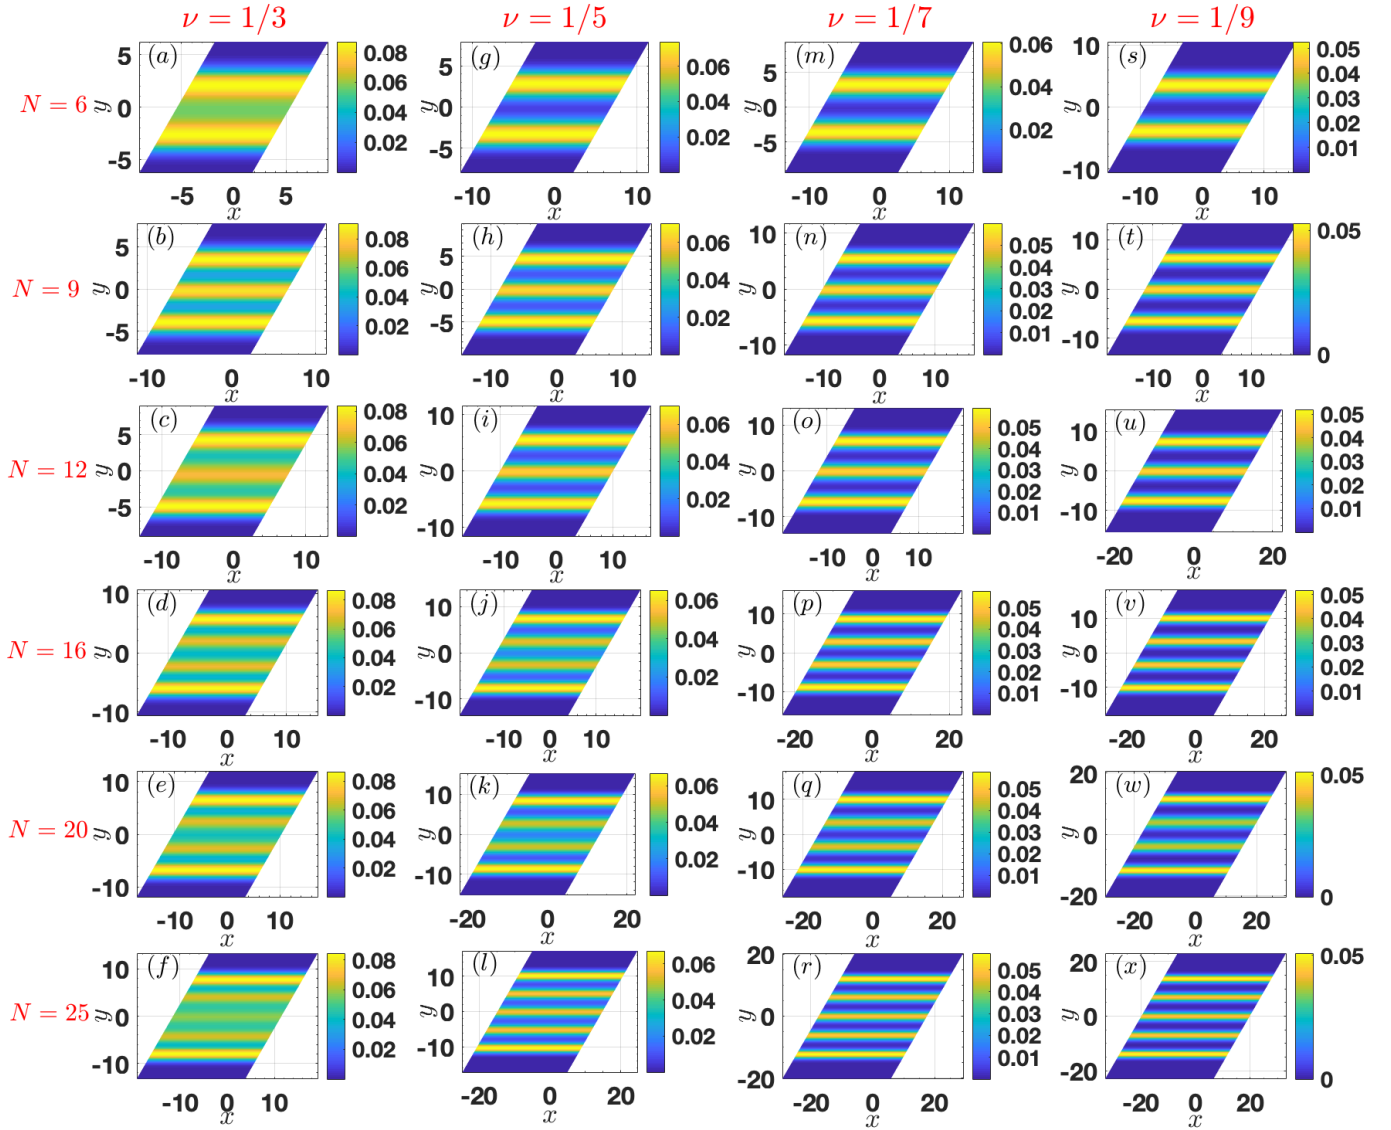 ν = 1/3 ν = 1/5 ν = 1/7 ν = 1/9
N = 6
(a) y 5 0 -5 -5 0 5 x 0.08 0.06 0.04 0.02
(g) 5 0 -5 -10 0 10 x 0.06 0.04 0.02
(m) y 5 0 -5 -10 0 10 x 0.06 0.04 0.02
(s) y 10 5 0 -5 -10 -10 0 10 x 0.05 0.04 0.03 0.02 0.01
N = 9
(b) y 5 0 -5 -10 0 10 x 0.08 0.06 0.04 0.02
(h) y 5 0 -5 -10 0 10 x 0.06 0.04 0.02
(n) y 10 0 -10 -10 0 10 x 0.05 0.04 0.03 0.02 0.01
(t) y 10 0 -10 -10 0 10 x 0.05 0
N = 12
(c) y 5 0 -5 -10 0 10 x 0.08 0.06 0.04 0.02
(i) y 10 5 0 -5 -10 -10 0 10 x 0.06 0.04 0.02
(o) y 10 0 -10 -10 0 10 x 0.05 0.04 0.03 0.02 0.01
(u) y 10 0 -10 -20 0 20 x 0.05 0.04 0.03 0.02 0.01
N = 16
(d) y 10 0 -10 -10 0 10 x 0.08 0.06 0.04 0.02
(j) y 10 0 -10 -10 0 10 x 0.06 0.04 0.02
(p) y 10 0 -10 -20 0 20 x 0.05 0.04 0.03 0.02 0.01
(v) y 10 0 -10 -20 0 20 x 0.05 0.04 0.03 0.02 0.01
N = 20
(e) y 10 0 -10 -10 0 10 x 0.08 0.06 0.04 0.02
(k) y 10 0 -10 -20 0 20 x 0.06 0.04 0.02
(q) y 10 0 -10 -20 0 20 x 0.05 0.04 0.03 0.02 0.01
(w) y 20 10 0 -10 -20 -20 0 20 x 0.05 0
N = 25
(f) y 10 0 -10 -10 0 10 x 0.08 0.06 0.04 0.02
(l) y 10 0 -10 -20 0 20 x 0.06 0.04 0.02
(r) y 20 0 -20 -20 0 20 x 0.05 0.04 0.03 0.02 0.01
(x) y 20 10 0 -10 -20 -20 0 20 x 0.05 0